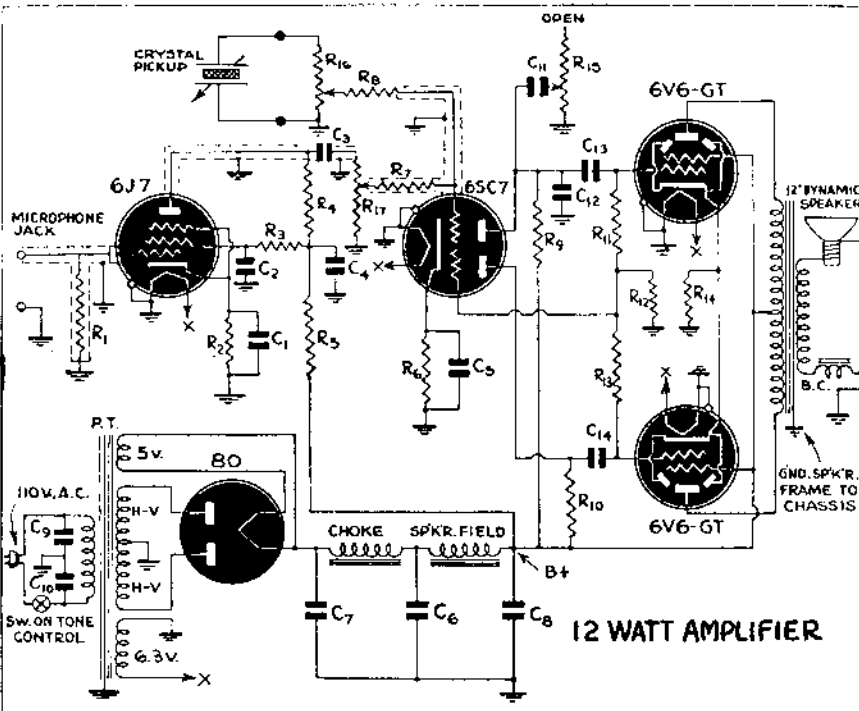 OPEN
CRYSTAL
PICKUP
R16
R8
C11
R15
6V6-GT
C3
C13
6J7
R7
6SC7
12" DYNAMIC
SPEAKER
MICROPHONE
JACK
R4
R17
C12
R3
R9
R11
C2
C4
X
R12
R14
X
R1
R2
C1
R5
R6
C5
R13
X
B.C.
P.T.
5V.
80
C14
110V. A.C.
GND. SP'K'R.
FRAME TO
CHASSIS
C9
H-V
R10
6V6-GT
CHOKE
SP'KR. FIELD
C10
H-V
B+
SW. ON TONE
CONTROL
C7
C6
C8
12 WATT AMPLIFIER
6.3V.
X